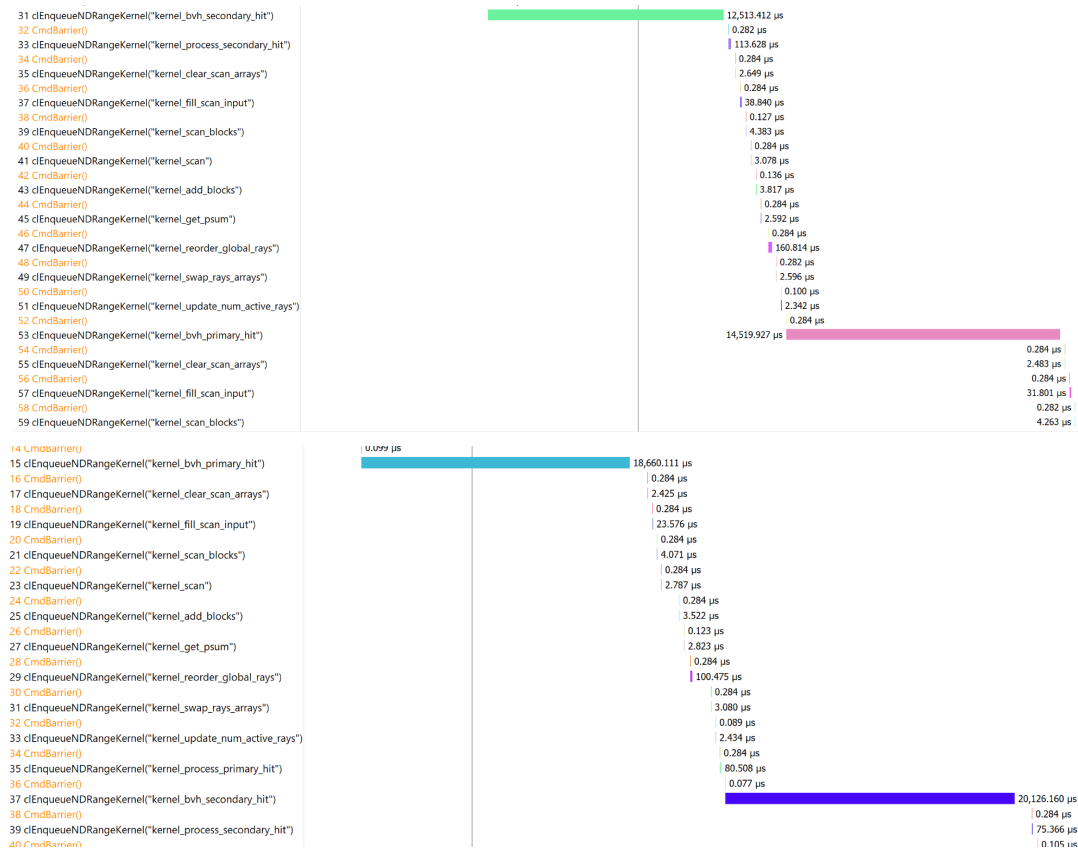 31 clEnqueueNDRangeKernel("kernel_bvh_secondary_hit") 12,513.412 µs
32 CmdBarrier() 0.282 µs
33 clEnqueueNDRangeKernel("kernel_process_secondary_hit") 113.628 µs
34 CmdBarrier() 0.284 µs
35 clEnqueueNDRangeKernel("kernel_clear_scan_arrays") 2.649 µs
36 CmdBarrier() 0.284 µs
37 clEnqueueNDRangeKernel("kernel_fill_scan_input") 38.840 µs
38 CmdBarrier() 0.127 µs
39 clEnqueueNDRangeKernel("kernel_scan_blocks") 4.383 µs
40 CmdBarrier() 0.284 µs
41 clEnqueueNDRangeKernel("kernel_scan") 3.078 µs
42 CmdBarrier() 0.136 µs
43 clEnqueueNDRangeKernel("kernel_add_blocks") 3.817 µs
44 CmdBarrier() 0.284 µs
45 clEnqueueNDRangeKernel("kernel_get_psum") 2.592 µs
46 CmdBarrier() 0.284 µs
47 clEnqueueNDRangeKernel("kernel_reorder_global_rays") 160.814 µs
48 CmdBarrier() 0.282 µs
49 clEnqueueNDRangeKernel("kernel_swap_rays_arrays") 2.596 µs
50 CmdBarrier() 0.100 µs
51 clEnqueueNDRangeKernel("kernel_update_num_active_rays") 2.342 µs
52 CmdBarrier() 0.284 µs
53 clEnqueueNDRangeKernel("kernel_bvh_primary_hit") 14,519.927 µs
54 CmdBarrier() 0.284 µs
55 clEnqueueNDRangeKernel("kernel_clear_scan_arrays") 2.483 µs
56 CmdBarrier() 0.284 µs
57 clEnqueueNDRangeKernel("kernel_fill_scan_input") 31.801 µs
58 CmdBarrier() 0.282 µs
59 clEnqueueNDRangeKernel("kernel_scan_blocks") 4.263 µs
14 CmdBarrier() 0.099 µs
15 clEnqueueNDRangeKernel("kernel_bvh_primary_hit") 18,660.111 µs
16 CmdBarrier() 0.284 µs
17 clEnqueueNDRangeKernel("kernel_clear_scan_arrays") 2.425 µs
18 CmdBarrier() 0.284 µs
19 clEnqueueNDRangeKernel("kernel_fill_scan_input") 23.576 µs
20 CmdBarrier() 0.284 µs
21 clEnqueueNDRangeKernel("kernel_scan_blocks") 4.071 µs
22 CmdBarrier() 0.284 µs
23 clEnqueueNDRangeKernel("kernel_scan") 2.787 µs
24 CmdBarrier() 0.284 µs
25 clEnqueueNDRangeKernel("kernel_add_blocks") 3.522 µs
26 CmdBarrier() 0.123 µs
27 clEnqueueNDRangeKernel("kernel_get_psum") 2.823 µs
28 CmdBarrier() 0.284 µs
29 clEnqueueNDRangeKernel("kernel_reorder_global_rays") 100.475 µs
30 CmdBarrier() 0.284 µs
31 clEnqueueNDRangeKernel("kernel_swap_rays_arrays") 3.080 µs
32 CmdBarrier() 0.089 µs
33 clEnqueueNDRangeKernel("kernel_update_num_active_rays") 2.434 µs
34 CmdBarrier() 0.284 µs
35 clEnqueueNDRangeKernel("kernel_process_primary_hit") 80.508 µs
36 CmdBarrier() 0.077 µs
37 clEnqueueNDRangeKernel("kernel_bvh_secondary_hit") 20,126.160 µs
38 CmdBarrier() 0.284 µs
39 clEnqueueNDRangeKernel("kernel_process_secondary_hit") 75.366 µs
40 CmdBarrier() 0.105 µs